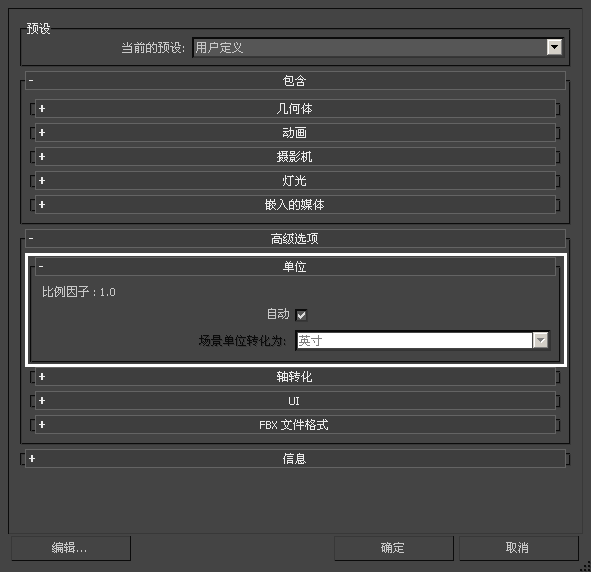 预设
当前的预设: 用户定义
- 包含
+ 几何体
+ 动画
+ 摄影机
+ 灯光
+ 嵌入的媒体
- 高级选项
- 单位
比例因子 : 1.0
自动
场景单位转化为: 英寸
+ 轴转化
+ UI
+ FBX 文件格式
+ 信息
编辑... 确定 取消